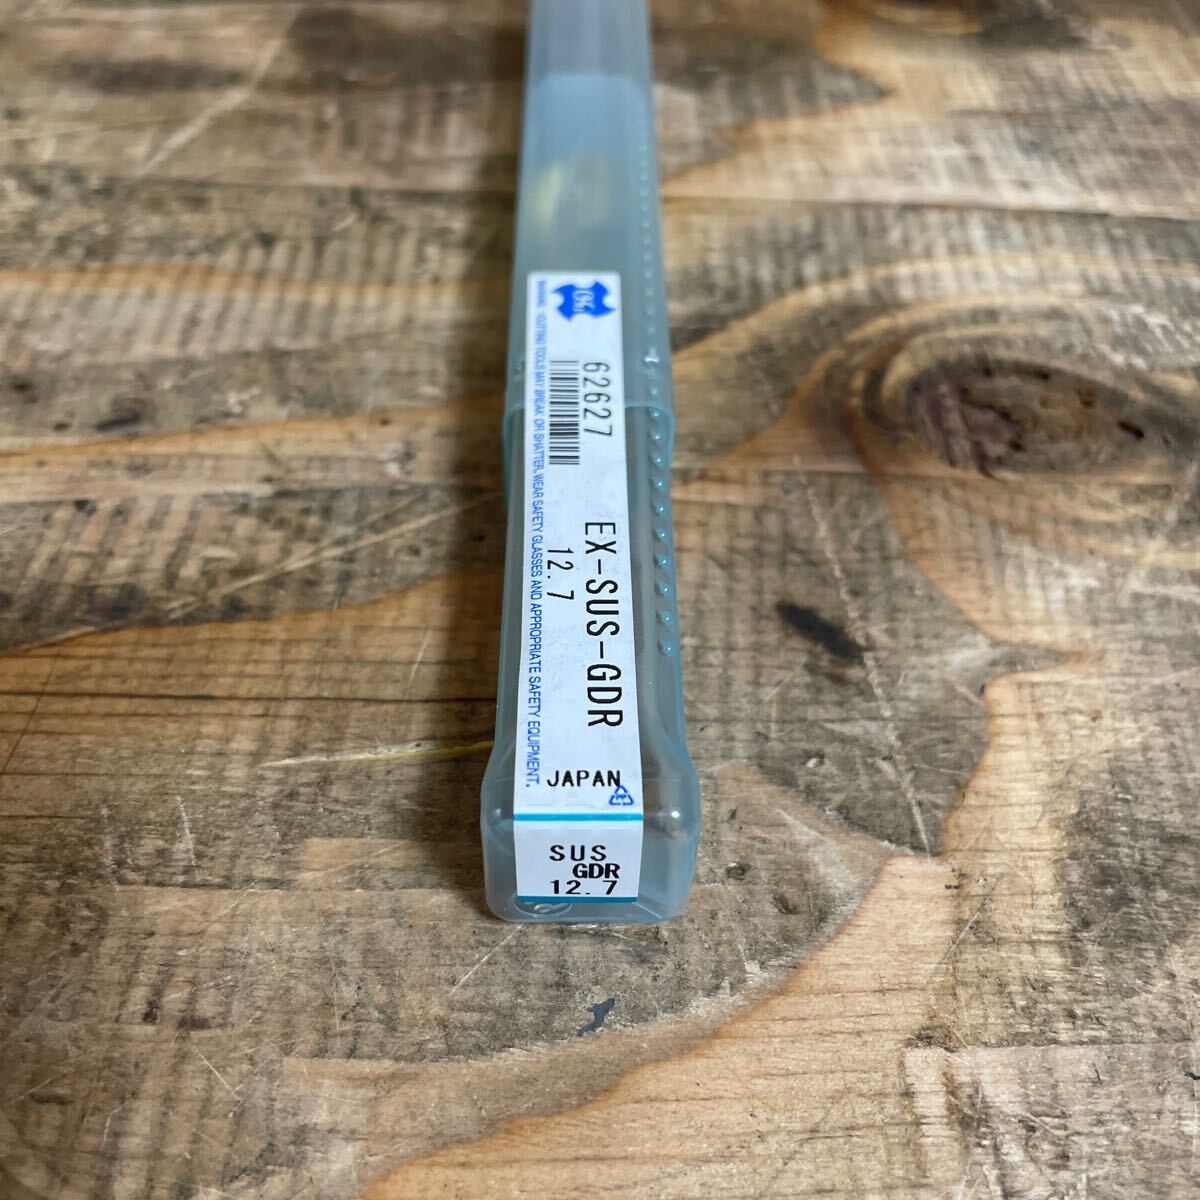 OSG
62627
EX-SUS-GDR
12.7
WARNING: CUTTING TOOLS MAY BREAK OR SHATTER. WEAR SAFETY GLASSES AND APPROPRIATE SAFETY EQUIPMENT.
JAPAN
SUS
GDR
12.7